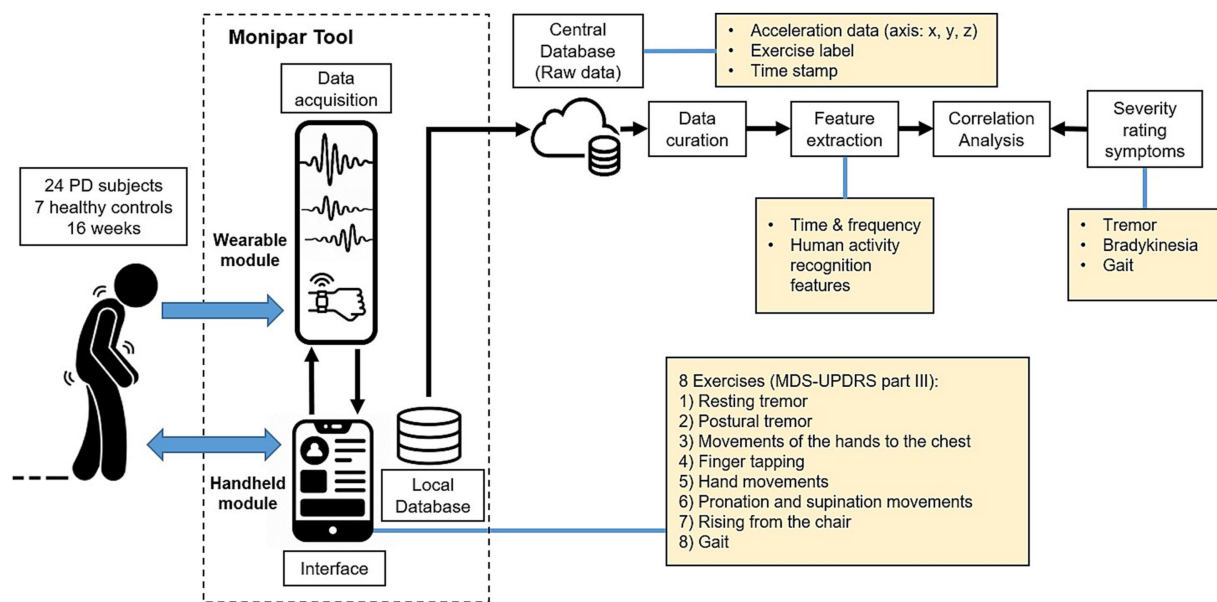 Monipar Tool
Data
acquisition
24 PD subjects
7 healthy controls
16 weeks
Wearable
module
Handheld
module
Interface
Local
Database
Central
Database
(Raw data)
• Acceleration data (axis: x, y, z)
• Exercise label
• Time stamp
Data
curation
Feature
extraction
Correlation
Analysis
Severity
rating
symptoms
• Time & frequency
• Human activity
recognition
features
• Tremor
• Bradykinesia
• Gait
8 Exercises (MDS-UPDRS part III):
1) Resting tremor
2) Postural tremor
3) Movements of the hands to the chest
4) Finger tapping
5) Hand movements
6) Pronation and supination movements
7) Rising from the chair
8) Gait